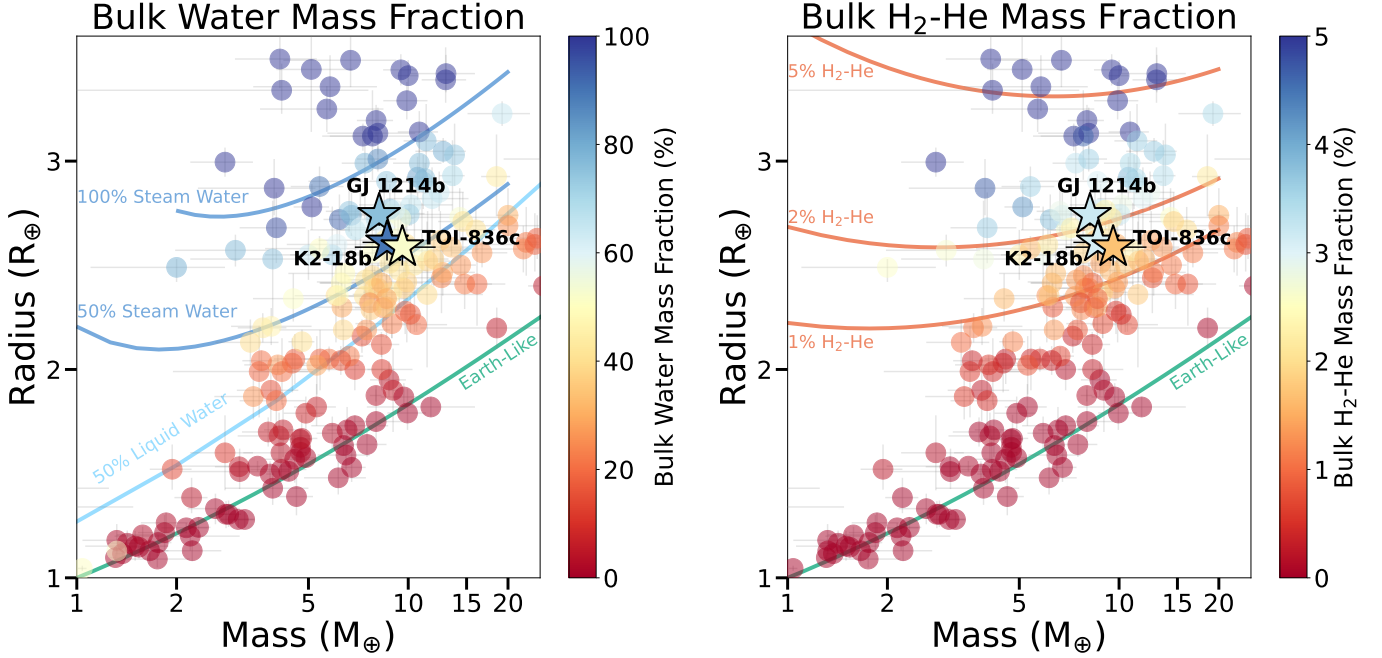 Bulk Water Mass Fraction
Radius (R⊕)
3
2
1
100% Steam Water
50% Steam Water
50% Liquid Water
Earth-Like
GJ 1214b
TOI-836c
K2-18b
1 2 5 10 15 20
Mass (M⊕)
100
80
60
40
20
0
Bulk Water Mass Fraction (%)
Bulk H₂-He Mass Fraction
Radius (R⊕)
3
2
1
5% H₂-He
2% H₂-He
1% H₂-He
Earth-Like
GJ 1214b
TOI-836c
K2-18b
1 2 5 10 15 20
Mass (M⊕)
5
4
3
2
1
0
Bulk H₂-He Mass Fraction (%)